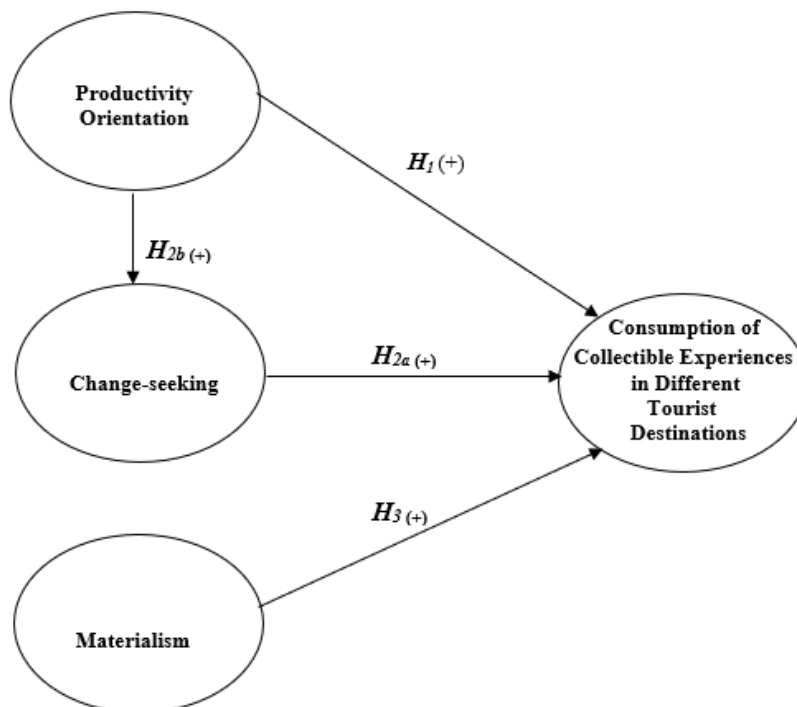 Productivity
Orientation
H1 (+)
H2b (+)
Change-seeking
H2a (+)
Consumption of
Collectible Experiences
in Different
Tourist
Destinations
H3 (+)
Materialism